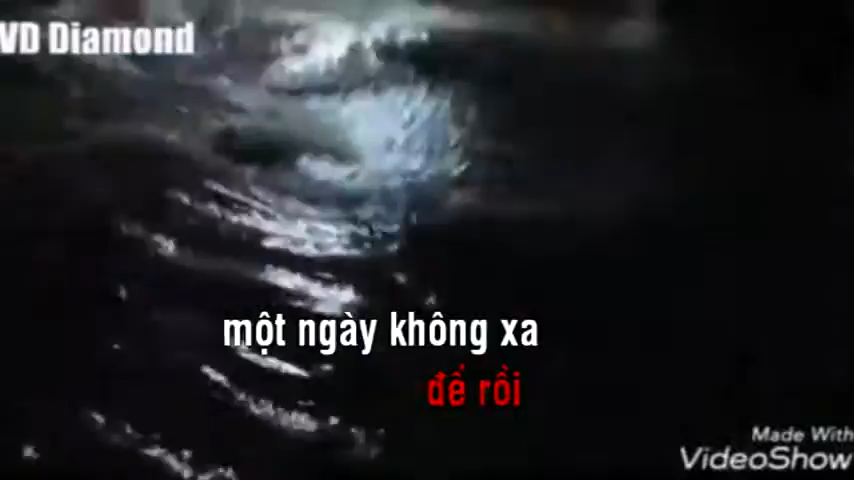 VD Diamond
một ngày không xa
để rồi
Made With
VideoShow